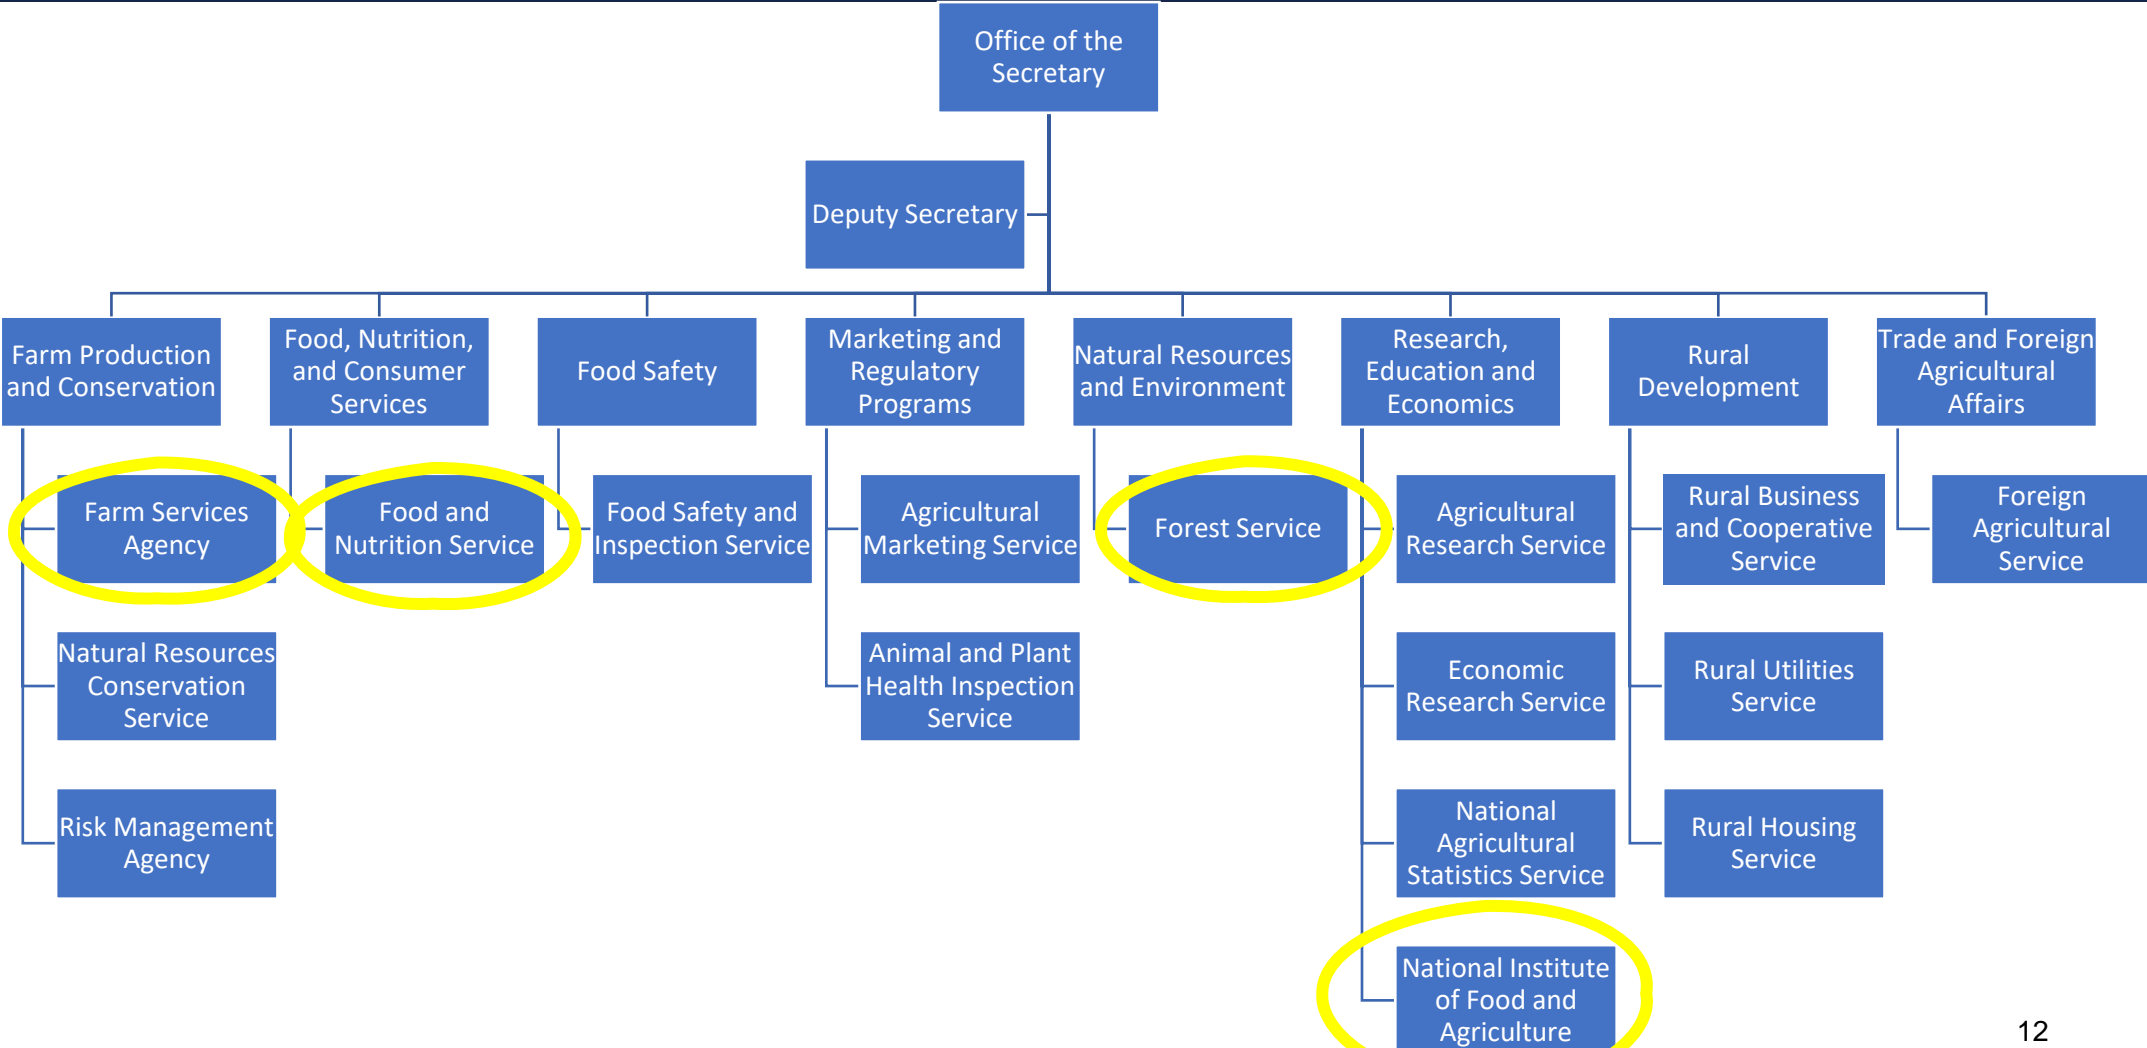 Office of the
Secretary
Deputy Secretary
Farm Production
and Conservation
Food, Nutrition,
and Consumer
Services
Food Safety
Marketing and
Regulatory
Programs
Natural Resources
and Environment
Research,
Education and
Economics
Rural
Development
Trade and Foreign
Agricultural
Affairs
Farm Services
Agency
Food and
Nutrition Service
Food Safety and
Inspection Service
Agricultural
Marketing Service
Forest Service
Agricultural
Research Service
Rural Business
and Cooperative
Service
Foreign
Agricultural
Service
Natural Resources
Conservation
Service
Animal and Plant
Health Inspection
Service
Economic
Research Service
Rural Utilities
Service
Risk Management
Agency
National
Agricultural
Statistics Service
Rural Housing
Service
National Institute
of Food and
Agriculture
12